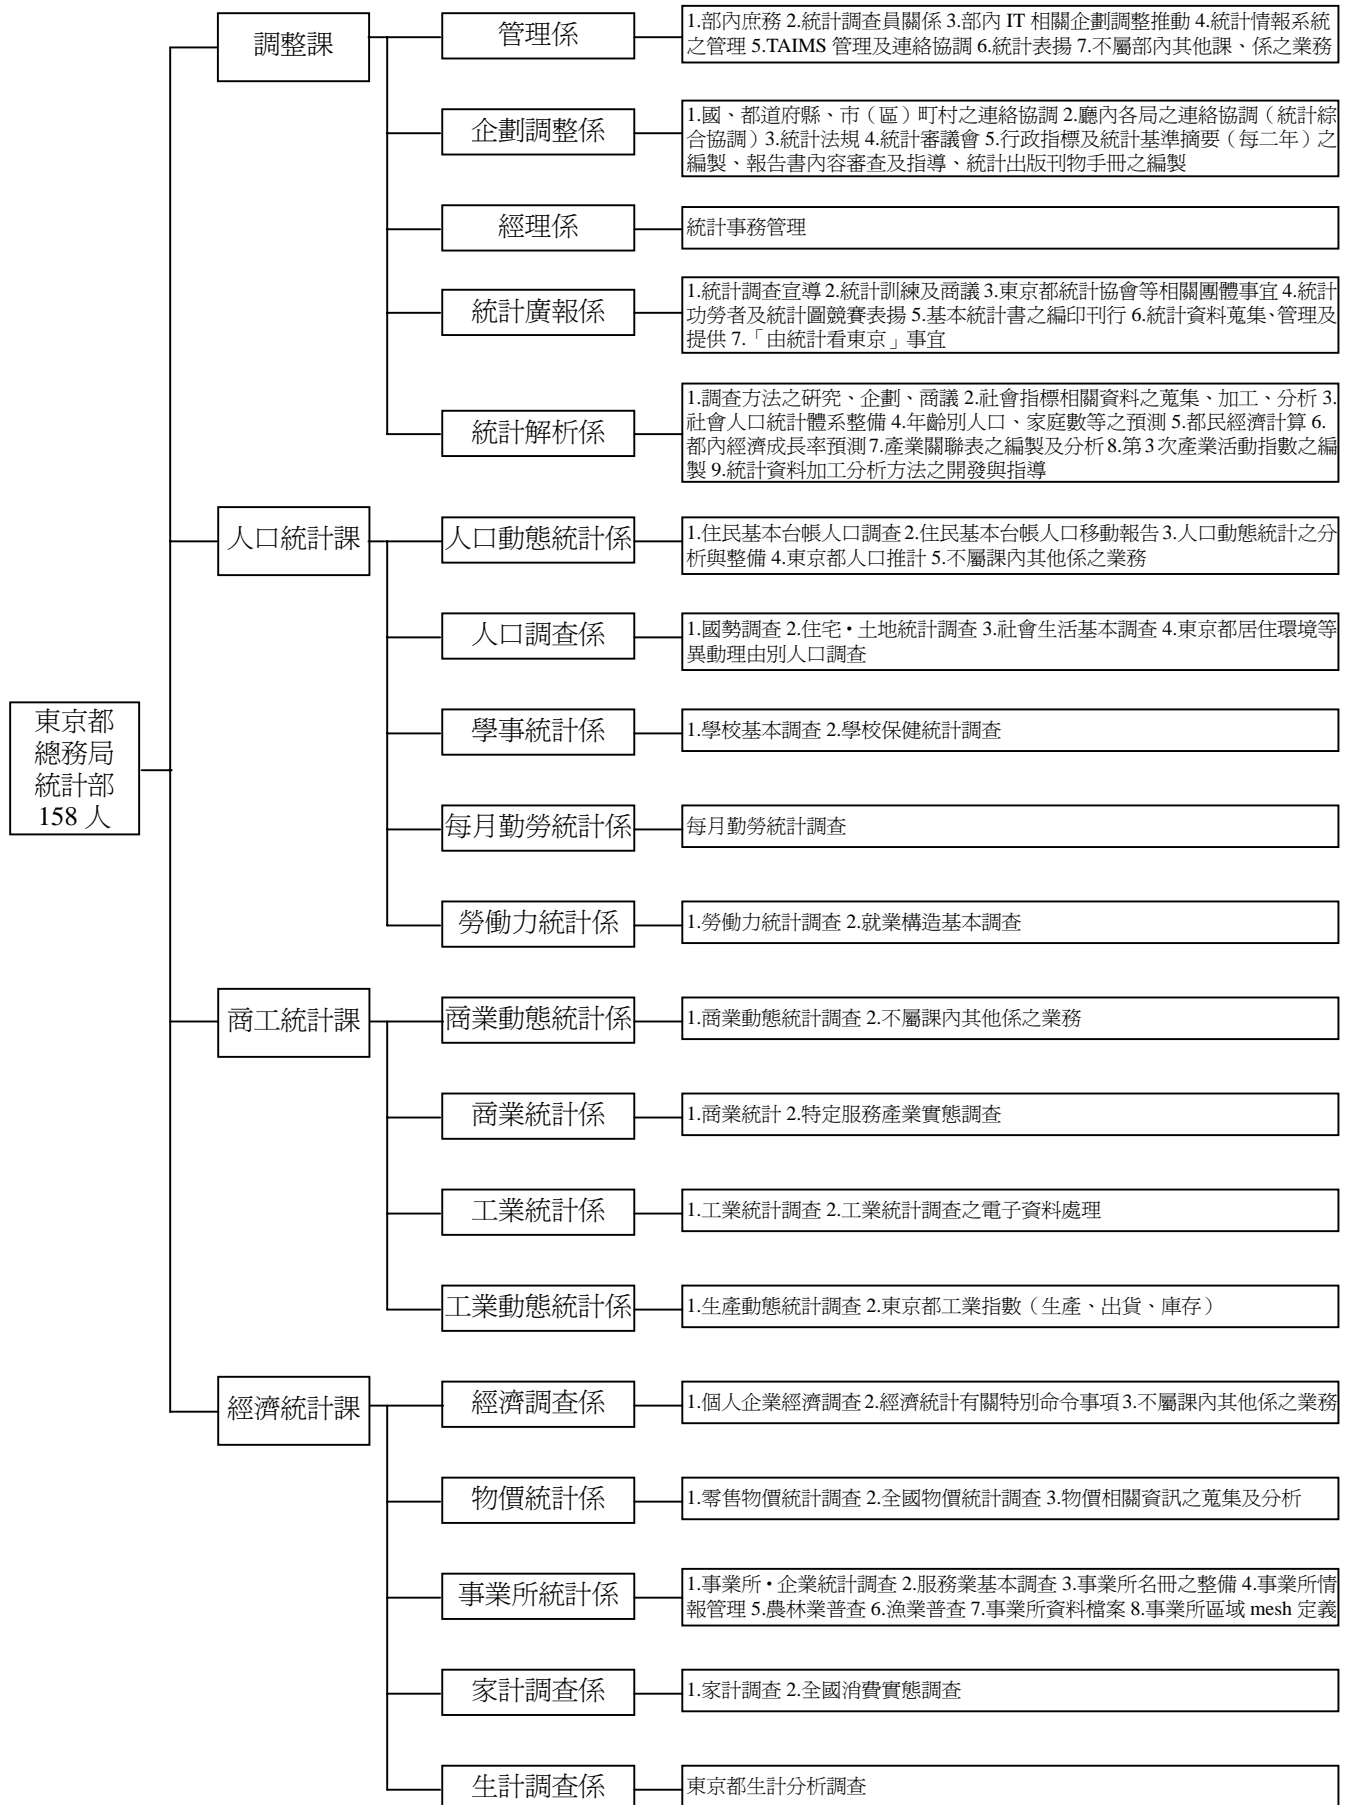 東京都
總務局
統計部
158 人
調整課
管理係
1.部內庶務 2.統計調查員關係 3.部內 IT 相關企劃調整推動 4.統計情報系統
之管理 5.TAIMS 管理及連絡協調 6.統計表揚 7.不屬部內其他課、係之業務
企劃調整係
1.國、都道府縣、市（區）町村之連絡協調 2.廳內各局之連絡協調（統計綜
合協調）3.統計法規 4.統計審議會 5.行政指標及統計基準摘要（每二年）之
編製、報告書內容審查及指導、統計出版刊物手冊之編製
經理係
統計事務管理
統計廣報係
1.統計調查宣導 2.統計訓練及商議 3.東京都統計協會等相關團體事宜 4.統計
功勞者及統計圖競賽表揚 5.基本統計書之編印刊行 6.統計資料蒐集、管理及
提供 7.「由統計看東京」事宜
統計解析係
1.調查方法之研究、企劃、商議 2.社會指標相關資料之蒐集、加工、分析 3.
社會人口統計體系整備 4.年齡別人口、家庭數等之預測 5.都民經濟計算 6.
都內經濟成長率預測 7.產業關聯表之編製及分析 8.第 3 次產業活動指數之編
製 9.統計資料加工分析方法之開發與指導
人口統計課
人口動態統計係
1.住民基本台帳人口調查 2.住民基本台帳人口移動報告 3.人口動態統計之分
析與整備 4.東京都人口推計 5.不屬課內其他係之業務
人口調查係
1.國勢調查 2.住宅・土地統計調查 3.社會生活基本調查 4.東京都居住環境等
異動理由別人口調查
學事統計係
1.學校基本調查 2.學校保健統計調查
每月勤勞統計係
每月勤勞統計調查
勞働力統計係
1.勞働力統計調查 2.就業構造基本調查
商工統計課
商業動態統計係
1.商業動態統計調查 2.不屬課內其他係之業務
商業統計係
1.商業統計 2.特定服務產業實態調查
工業統計係
1.工業統計調查 2.工業統計調查之電子資料處理
工業動態統計係
1.生產動態統計調查 2.東京都工業指數（生產、出貨、庫存）
經濟統計課
經濟調查係
1.個人企業經濟調查 2.經濟統計有關特別命令事項 3.不屬課內其他係之業務
物價統計係
1.零售物價統計調查 2.全國物價統計調查 3.物價相關資訊之蒐集及分析
事業所統計係
1.事業所・企業統計調查 2.服務業基本調查 3.事業所名冊之整備 4.事業所情
報管理 5.農林業普查 6.漁業普查 7.事業所資料檔案 8.事業所區域 mesh 定義
家計調查係
1.家計調查 2.全國消費實態調查
生計調查係
東京都生計分析調查